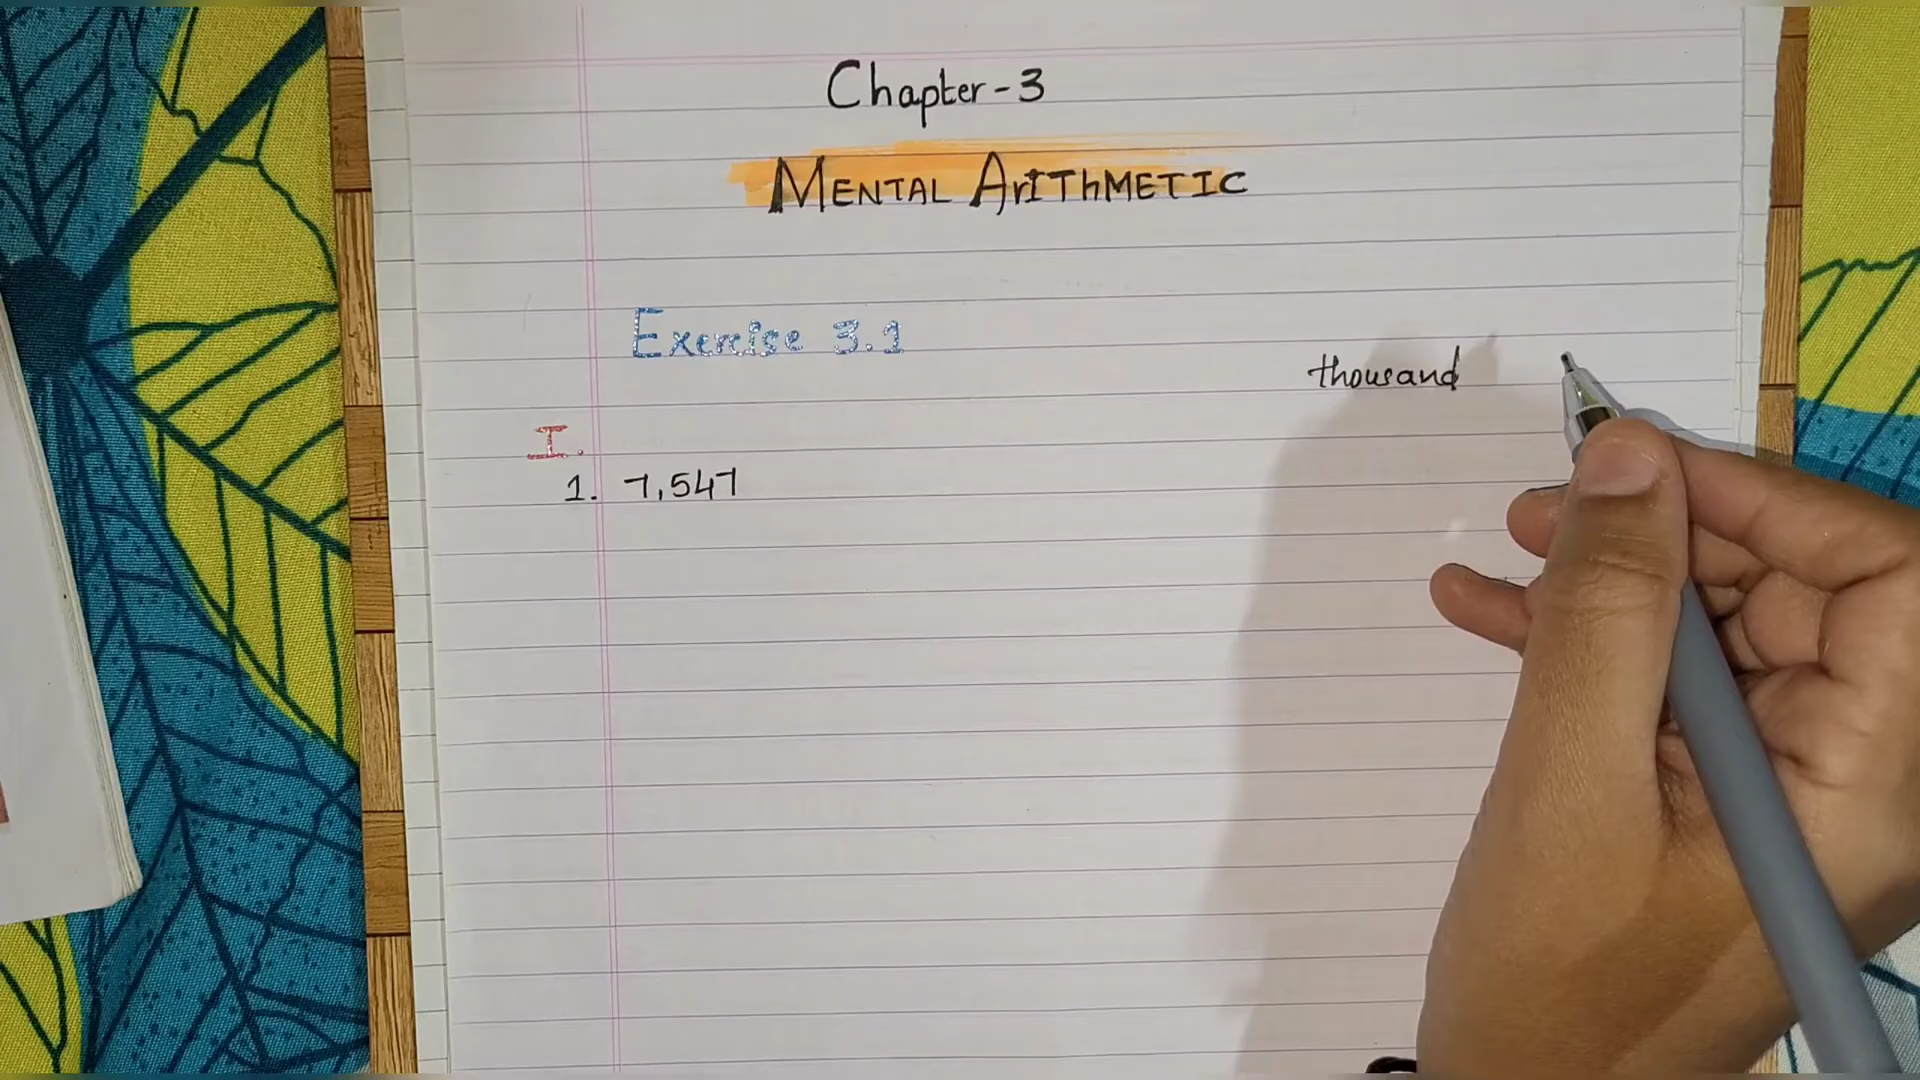 Chapter-3
MENTAL ArIThMETIC
Exercise 3.1
thousand
I.
1. 7,547